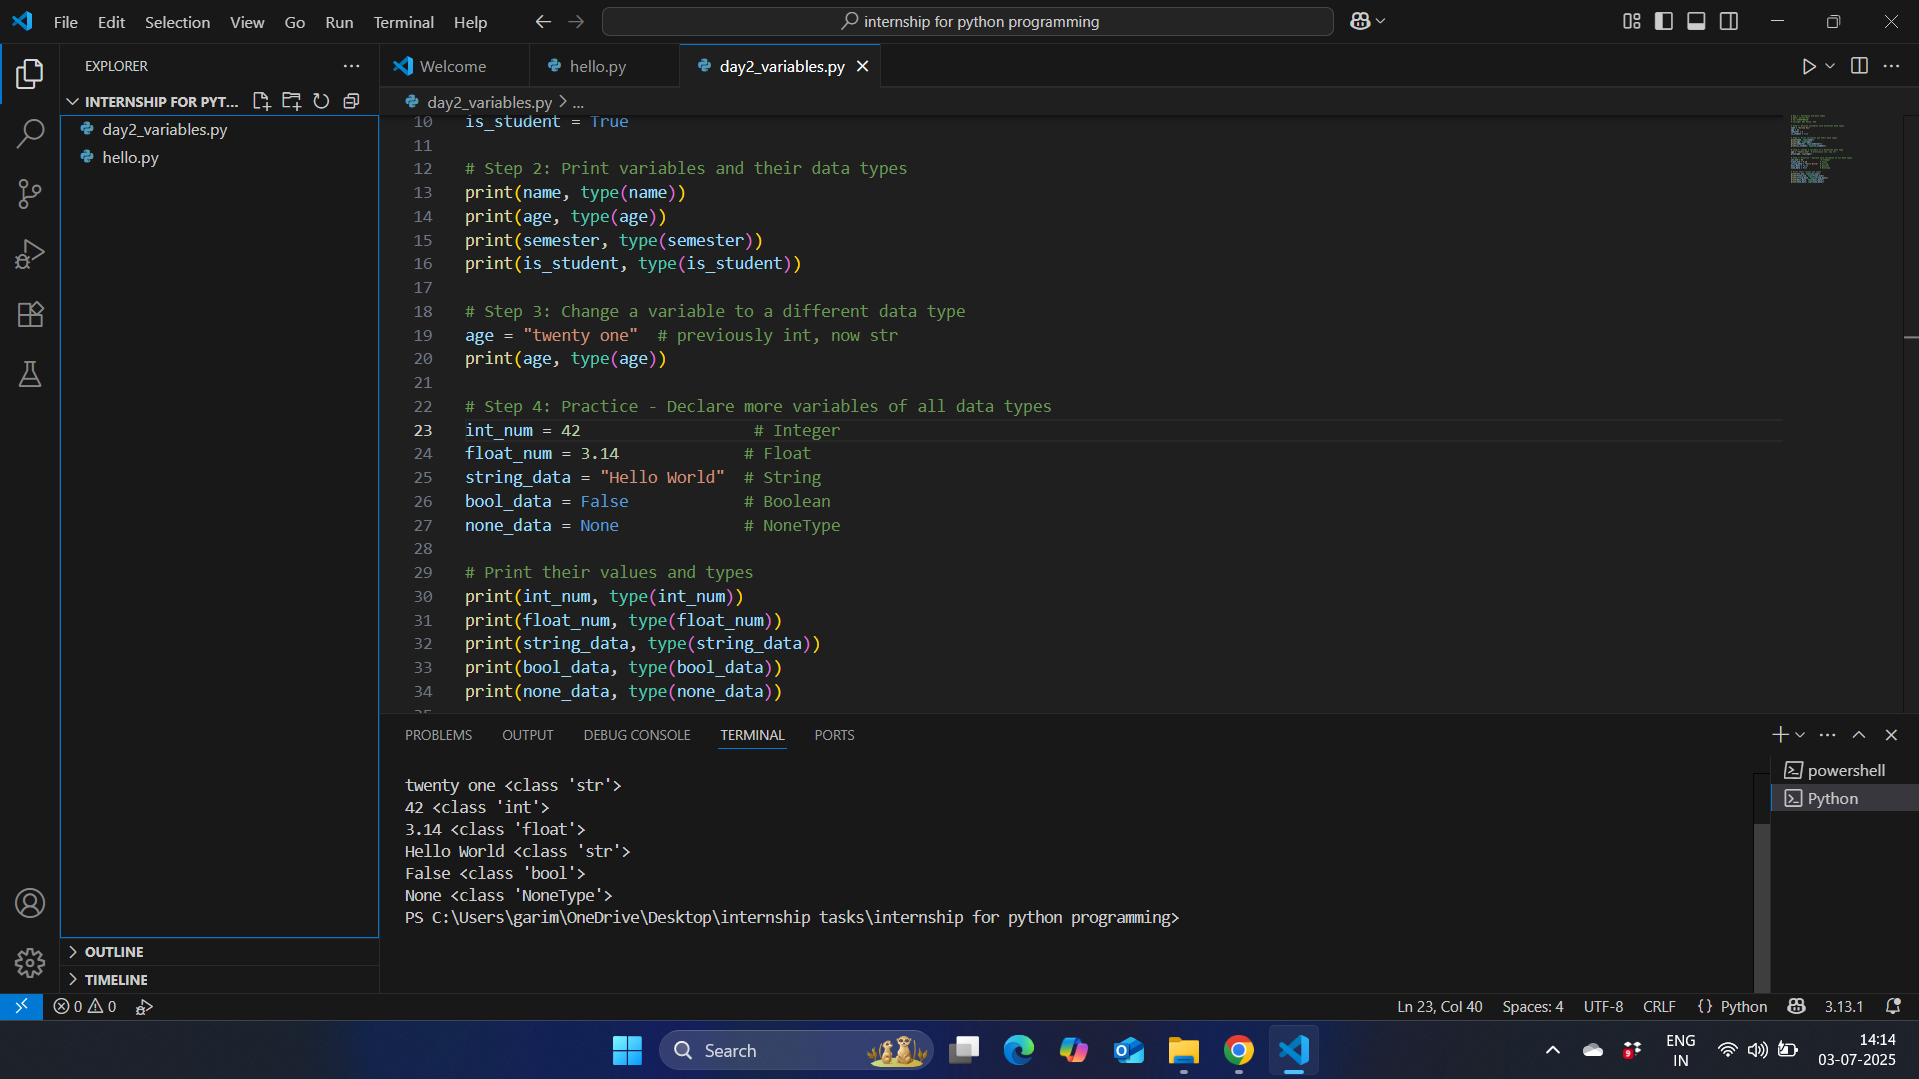 File Edit Selection View Go Run Terminal Help
internship for python programming
EXPLORER
INTERNSHIP FOR PYT...
day2_variables.py
hello.py
OUTLINE
TIMELINE
Welcome
hello.py
day2_variables.py
day2_variables.py > ...
10 is_student = True
11
12 # Step 2: Print variables and their data types
13 print(name, type(name))
14 print(age, type(age))
15 print(semester, type(semester))
16 print(is_student, type(is_student))
17
18 # Step 3: Change a variable to a different data type
19 age = "twenty one"  # previously int, now str
20 print(age, type(age))
21
22 # Step 4: Practice - Declare more variables of all data types
23 int_num = 42                  # Integer
24 float_num = 3.14             # Float
25 string_data = "Hello World"  # String
26 bool_data = False            # Boolean
27 none_data = None             # NoneType
28
29 # Print their values and types
30 print(int_num, type(int_num))
31 print(float_num, type(float_num))
32 print(string_data, type(string_data))
33 print(bool_data, type(bool_data))
34 print(none_data, type(none_data))
PROBLEMS OUTPUT DEBUG CONSOLE TERMINAL PORTS
twenty one <class 'str'>
42 <class 'int'>
3.14 <class 'float'>
Hello World <class 'str'>
False <class 'bool'>
None <class 'NoneType'>
PS C:\Users\garim\OneDrive\Desktop\internship tasks\internship for python programming>
powershell
Python
0 0
Ln 23, Col 40 Spaces: 4 UTF-8 CRLF {} Python 3.13.1
Search
9
ENG
IN
14:14
03-07-2025